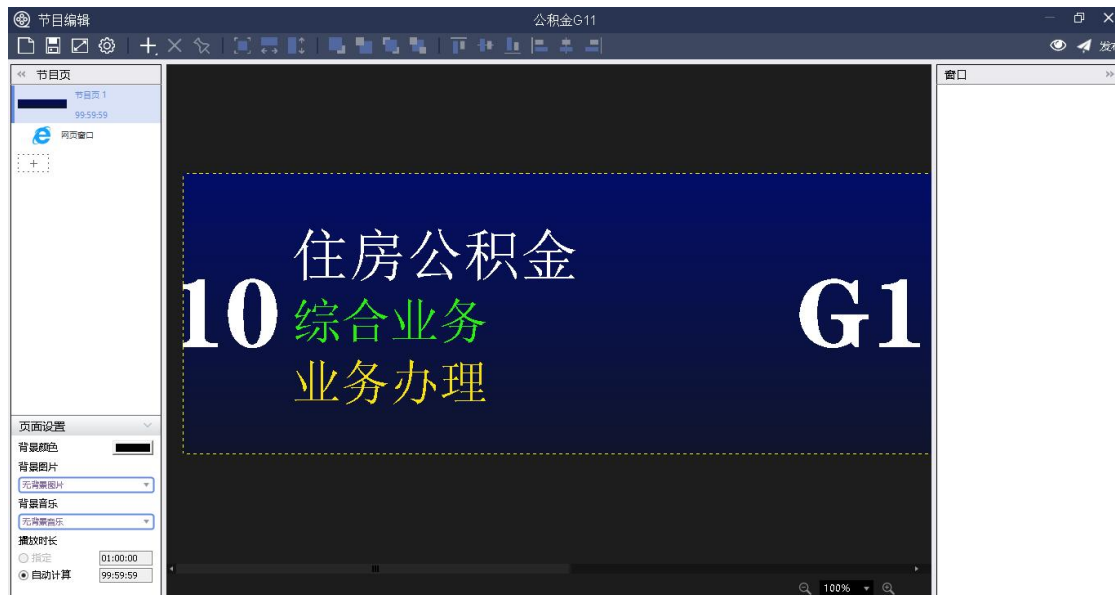 节目编辑
公积金G11
发布
节目页
节目页 1
99:59:59
网页窗口
窗口
住房公积金
10
综合业务
G1
业务办理
页面设置
背景颜色
背景图片
无背景图片
背景音乐
无背景音乐
播放时长
指定 01:00:00
自动计算 99:59:59
100%